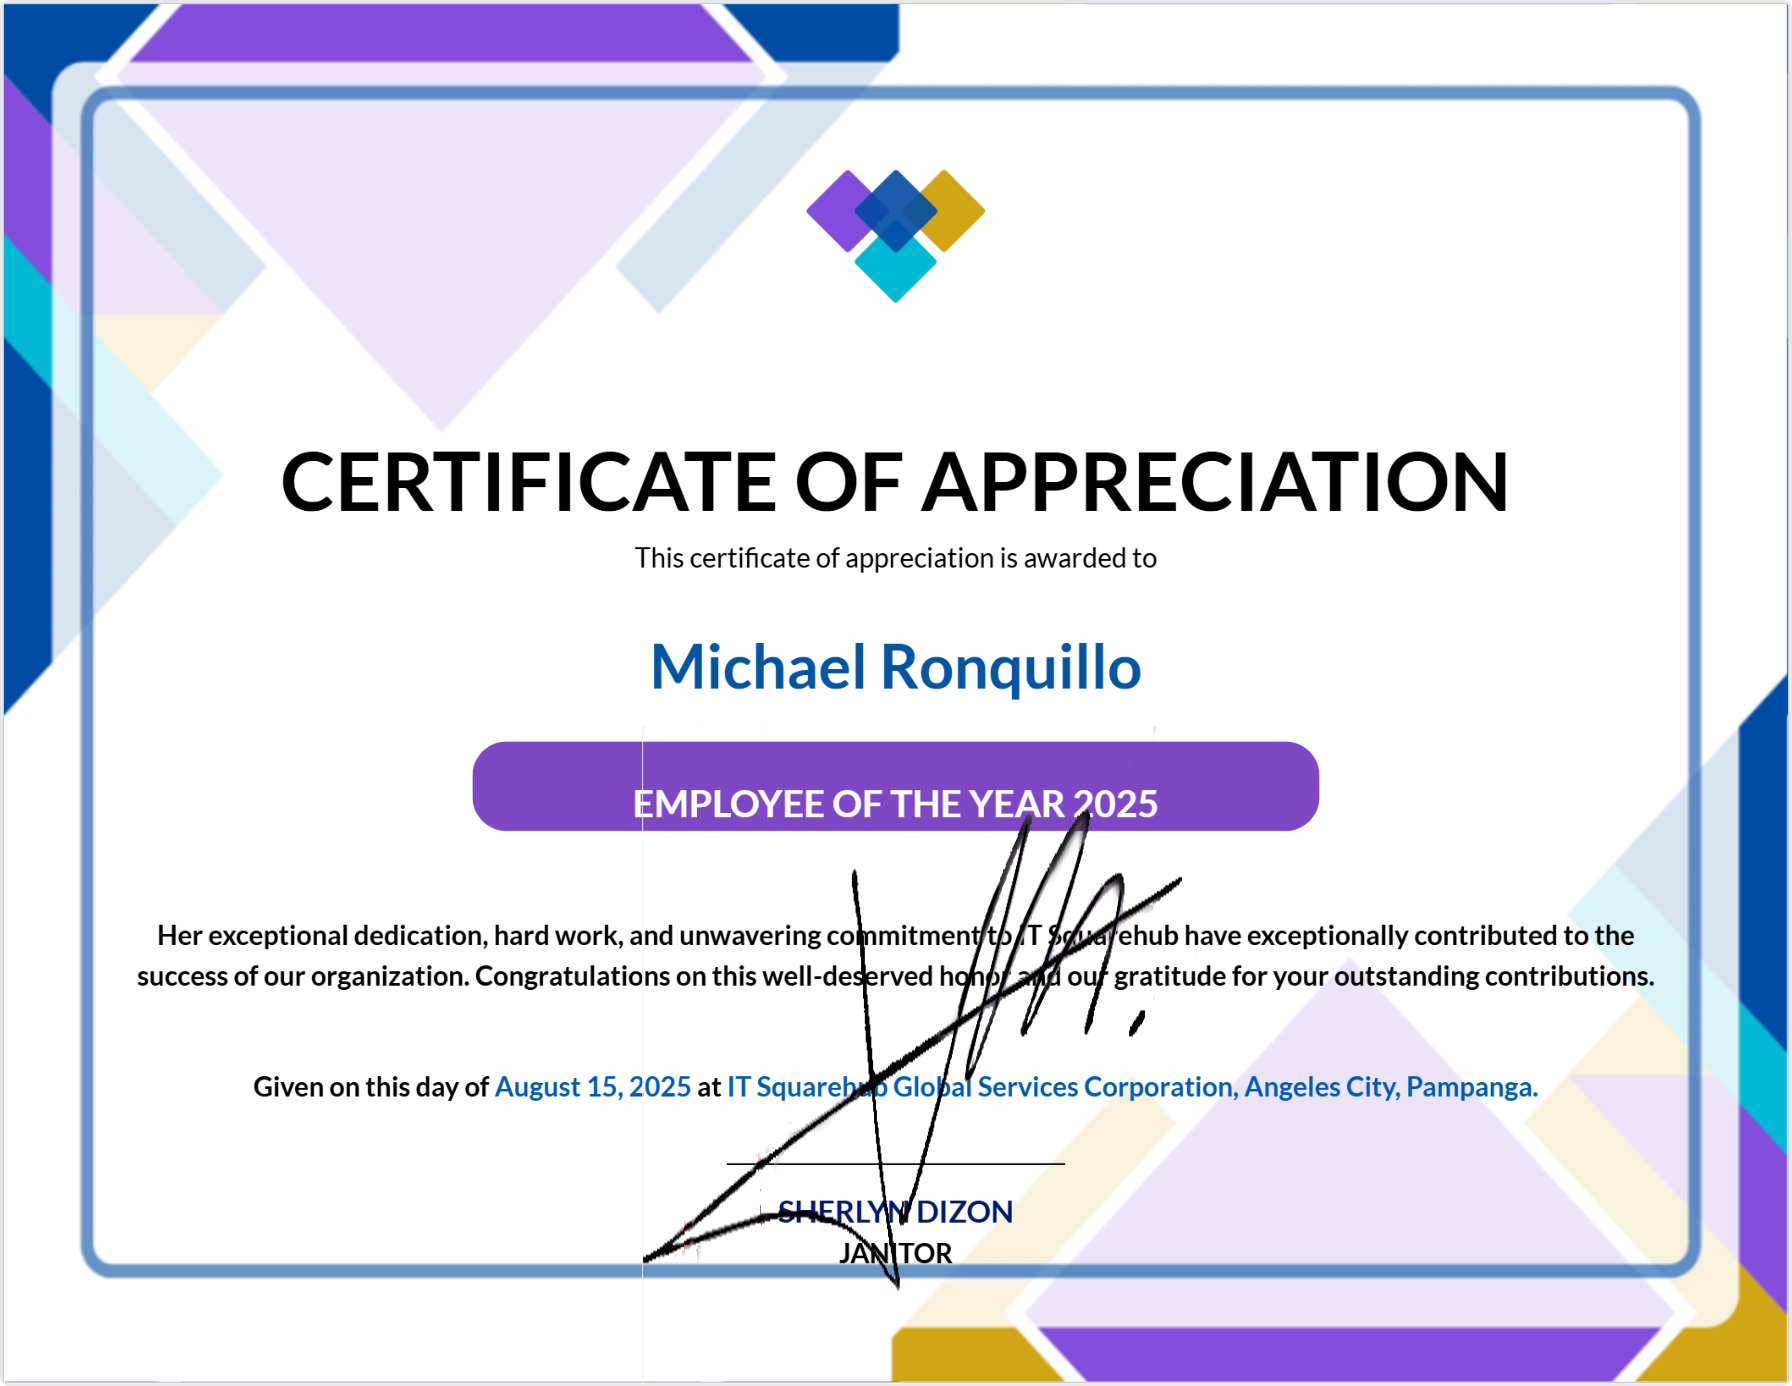 CERTIFICATE OF APPRECIATION
This certificate of appreciation is awarded to
Michael Ronquillo
EMPLOYEE OF THE YEAR 2025
Her exceptional dedication, hard work, and unwavering commitment to IT Squarehub have exceptionally contributed to the
success of our organization. Congratulations on this well-deserved honor and our gratitude for your outstanding contributions.
Given on this day of August 15, 2025 at IT Squarehub Global Services Corporation, Angeles City, Pampanga.
SHERLYN DIZON
JANITOR